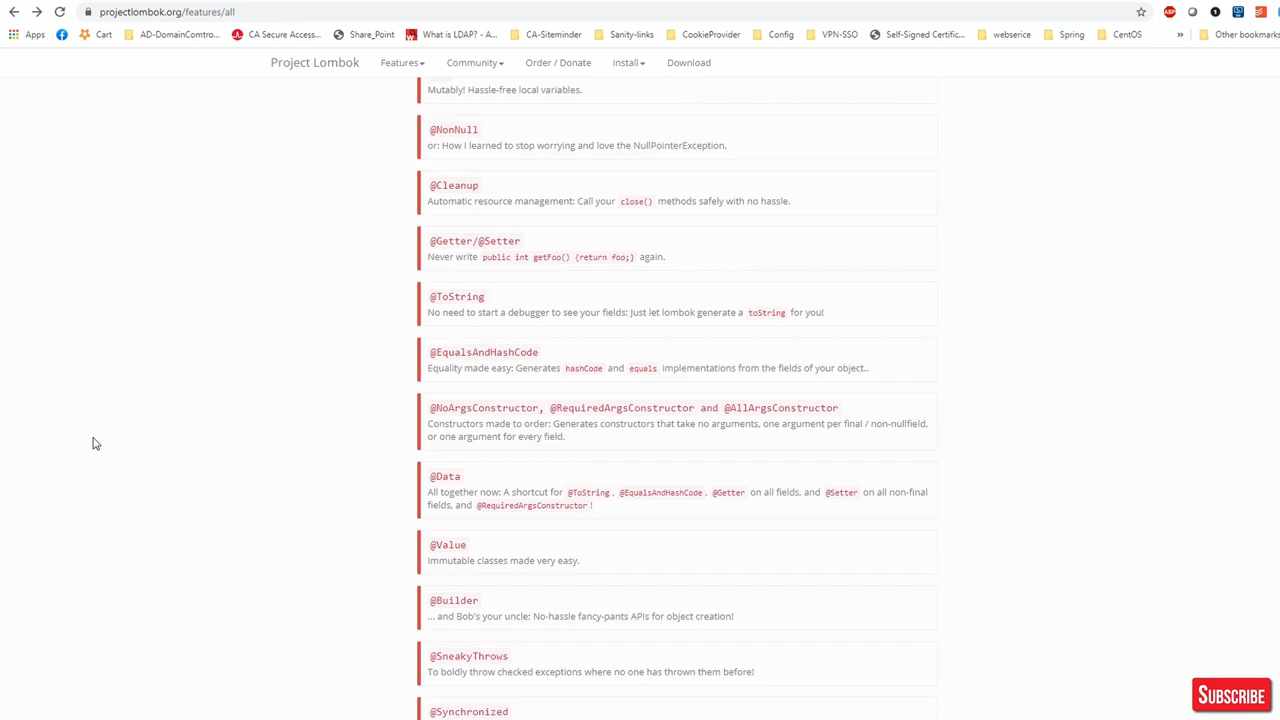 projectlombok.org/features/all
ABP
Apps
Cart
AD-DomainComtro...
CA Secure Access...
Share_Point
What is LDAP? - A...
CA-Siteminder
Sanity-links
CookieProvider
Config
VPN-SSO
Self-Signed Certific...
webserice
Spring
CentOS
»
Other bookmarks
Project Lombok
Features
Community
Order / Donate
Install
Download
Mutably! Hassle-free local variables.
@NonNull
or: How I learned to stop worrying and love the NullPointerException.
@Cleanup
Automatic resource management: Call your close() methods safely with no hassle.
@Getter/@Setter
Never write public int getFoo() {return foo;} again.
@ToString
No need to start a debugger to see your fields: Just let lombok generate a toString for you!
@EqualsAndHashCode
Equality made easy: Generates hashCode and equals implementations from the fields of your object..
@NoArgsConstructor, @RequiredArgsConstructor and @AllArgsConstructor
Constructors made to order: Generates constructors that take no arguments, one argument per final / non-nullfield,
or one argument for every field.
@Data
All together now: A shortcut for @ToString, @EqualsAndHashCode, @Getter on all fields, and @Setter on all non-final
fields, and @RequiredArgsConstructor!
@Value
Immutable classes made very easy.
@Builder
... and Bob's your uncle: No-hassle fancy-pants APIs for object creation!
@SneakyThrows
To boldly throw checked exceptions where no one has thrown them before!
@Synchronized
SUBSCRIBE